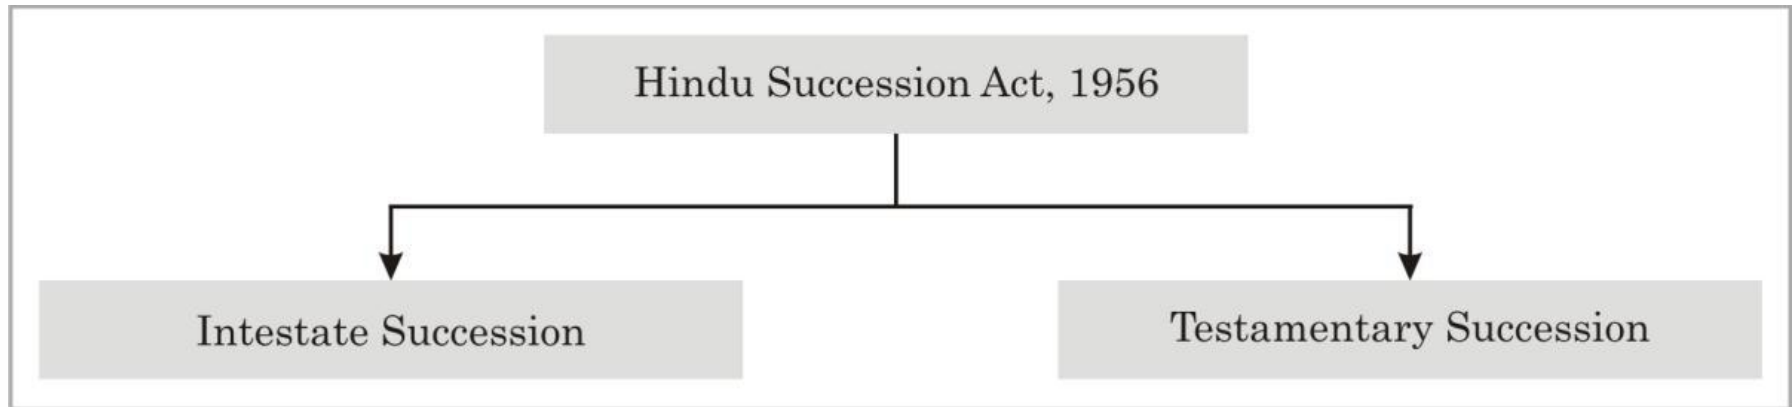 Hindu Succession Act, 1956
Intestate Succession
Testamentary Succession